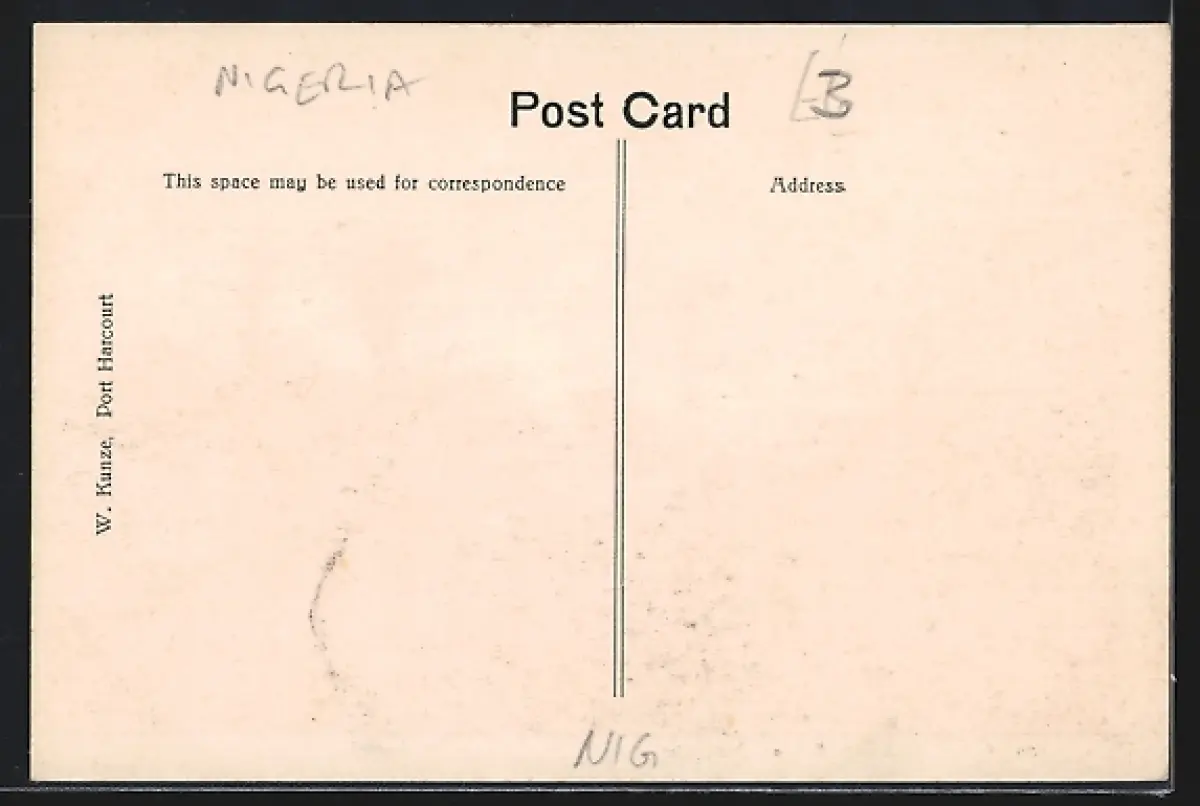 NIGERIA
Post Card
This space may be used for correspondence
Address
W. Kunze, Port Harcourt
NIG